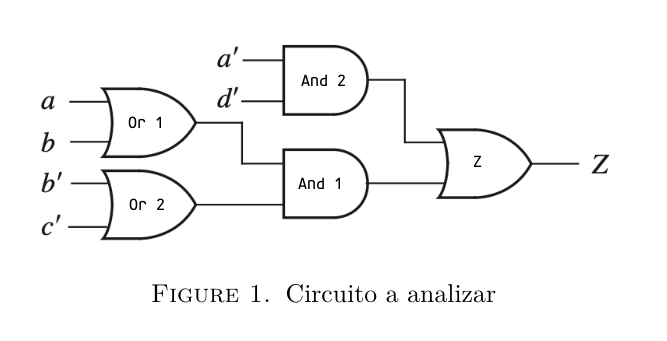 a'
And 2
d'
a
Or 1
b
b'
Or 2
c'
And 1
Z
Z
FIGURE 1. Circuito a analizar